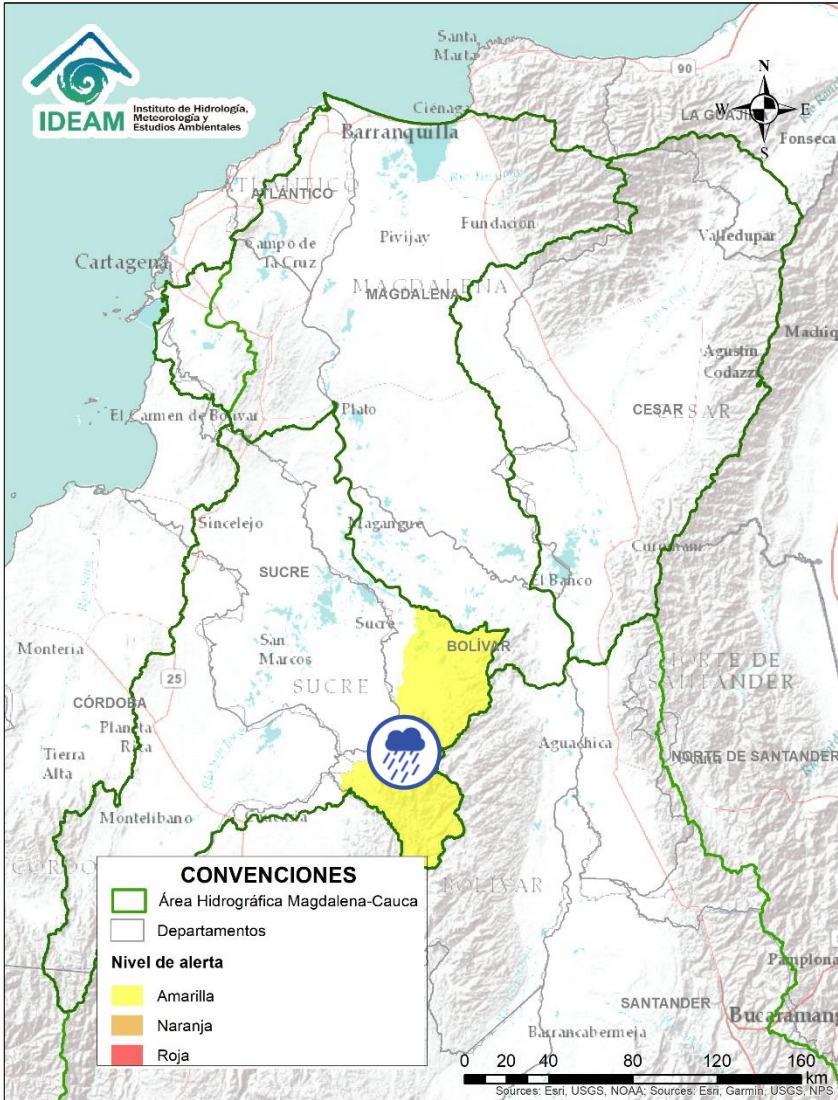 IDEAM
Instituto de Hidrología,
Meteorología y
Estudios Ambientales
Santa
Marta
90
N
W
E
S
LA GUAJIRA
Fonseca
Ciénaga
Barranquilla
ATLÁNTICO
ATLÁNTICO
Campo de
la Cruz
Cartagena
Pivijay
Fundación
MAGDALENA
MAGDALENA
Valledupar
Machiq
Agustín
Codazzi
CESAR
CESAR
El Carmen de Bolívar
Plato
Sincelejo
Magangué
Curumaní
SUCRE
El Banco
Sucre
San
Marcos
SUCRE
BOLÍVAR
Montería
25
CÓRDOBA
Planeta
Rica
Tierra
Alta
Montelíbano
NORTE DE
SANTANDER
NORTE DE SANTANDER
Aguachica
BOLÍVAR
CONVENCIONES
Área Hidrográfica Magdalena-Cauca
Departamentos
Nivel de alerta
Amarilla
Naranja
Roja
Pamplona
SANTANDER
Bucaramang
Barrancabermeja
0 20 40 80 120 160
km
Sources: Esri, USGS, NOAA; Sources: Esri, Garmin, USGS, NPS